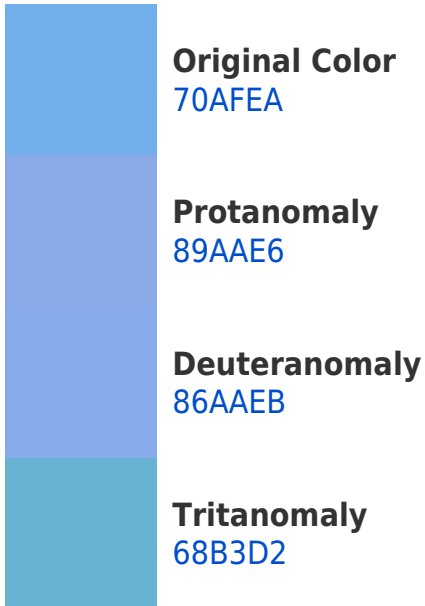 Original Color
70AFEA
Protanomaly
89AAE6
Deuteranomaly
86AAEB
Tritanomaly
68B3D2